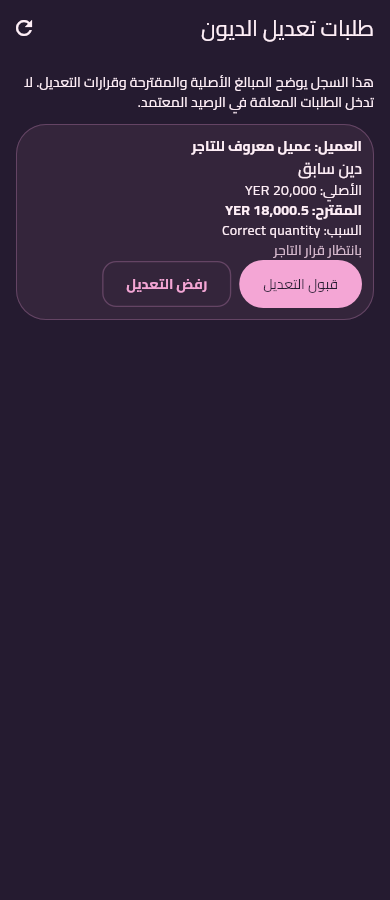 طلبات تعديل الديون
هذا السجل يوضح المبالغ الأصلية والمقترحة وقرارات التعديل. لا
تدخل الطلبات المعلقة في الرصيد المعتمد.
العميل: عميل معروف للتاجر
دين سابق
الأصلي: 20,000 YER
المقترح: 18,000.5 YER
السبب: Correct quantity
بانتظار قرار التاجر
قبول التعديل
رفض التعديل